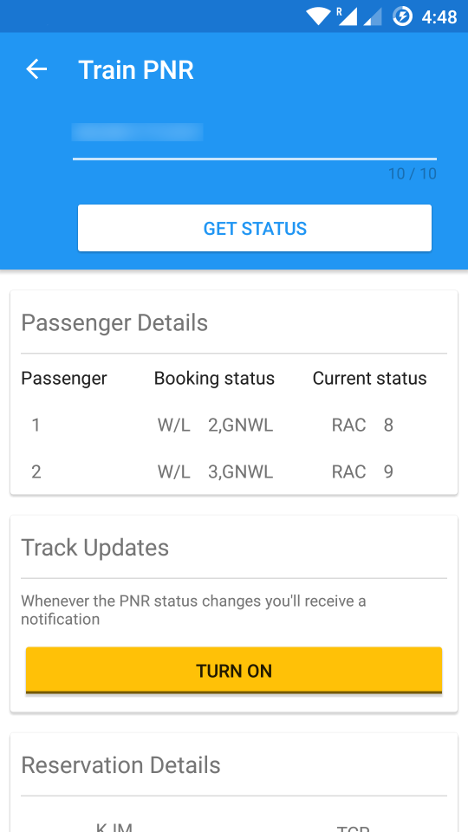 R 4:48
Train PNR
10 / 10
GET STATUS
Passenger Details
Passenger Booking status Current status
1 W/L 2,GNWL RAC 8
2 W/L 3,GNWL RAC 9
Track Updates
Whenever the PNR status changes you'll receive a
notification
TURN ON
Reservation Details
KJM TCR